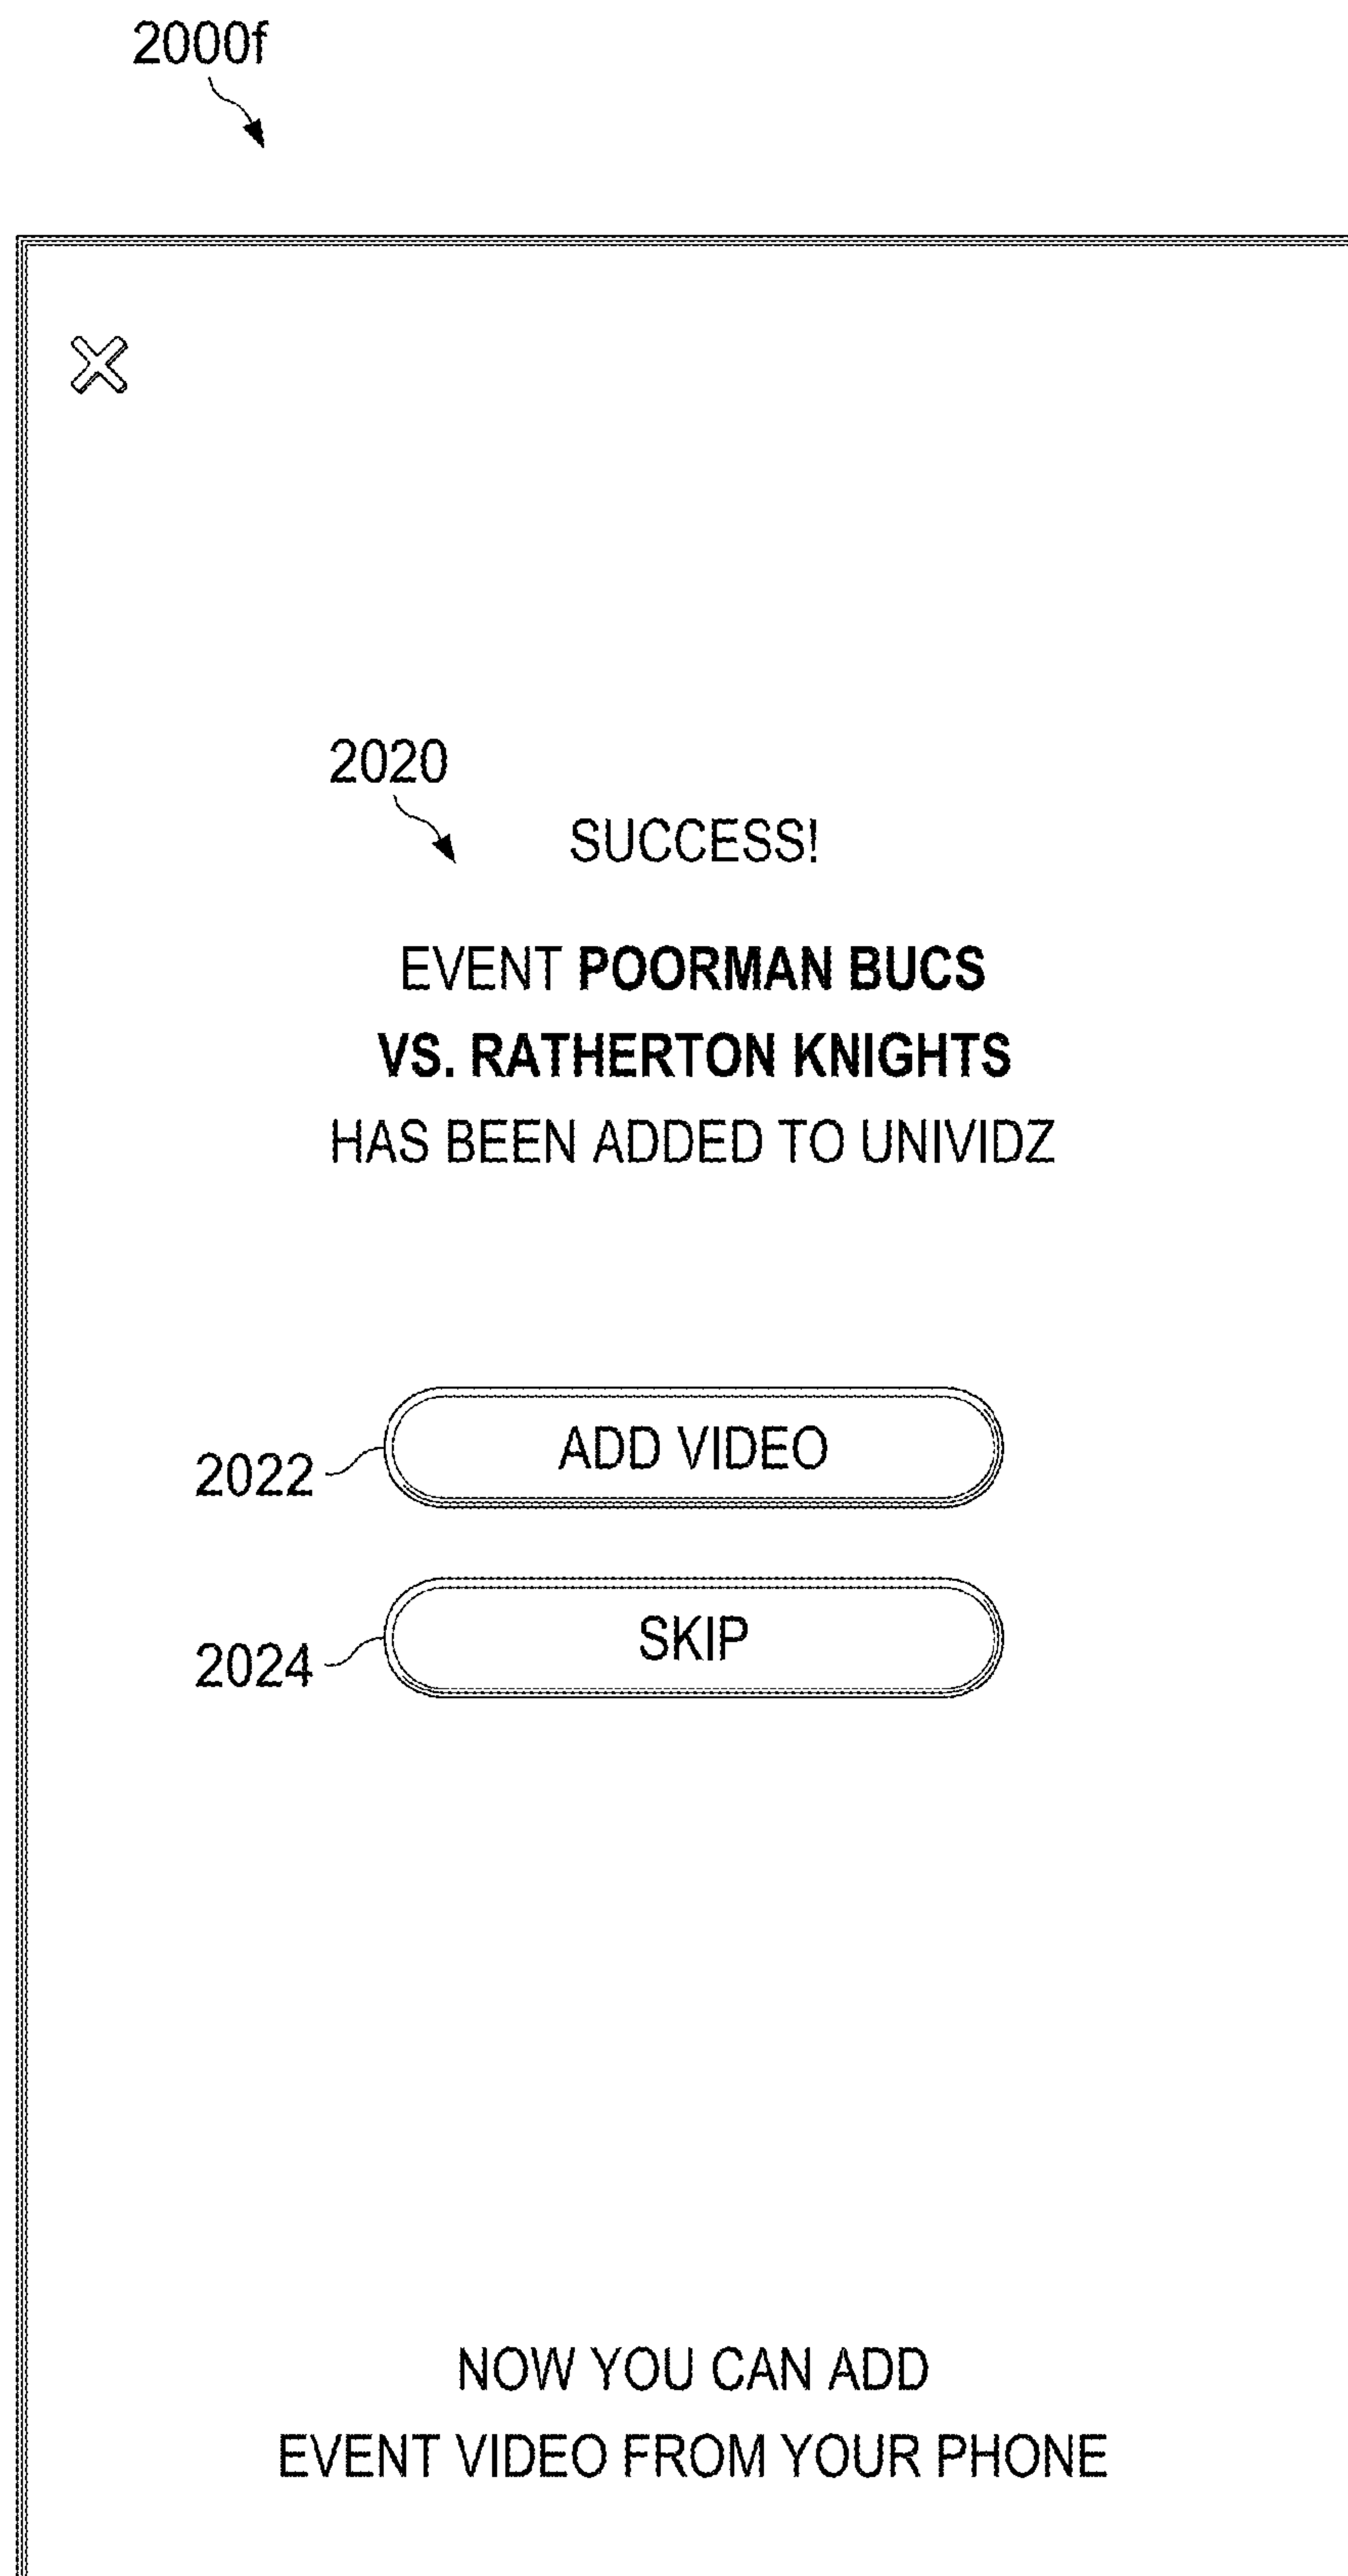 2000f
2020
SUCCESS!
EVENT POORMAN BUCS
VS. RATHERTON KNIGHTS
HAS BEEN ADDED TO UNIVIDZ
2022
ADD VIDEO
2024
SKIP
NOW YOU CAN ADD
EVENT VIDEO FROM YOUR PHONE